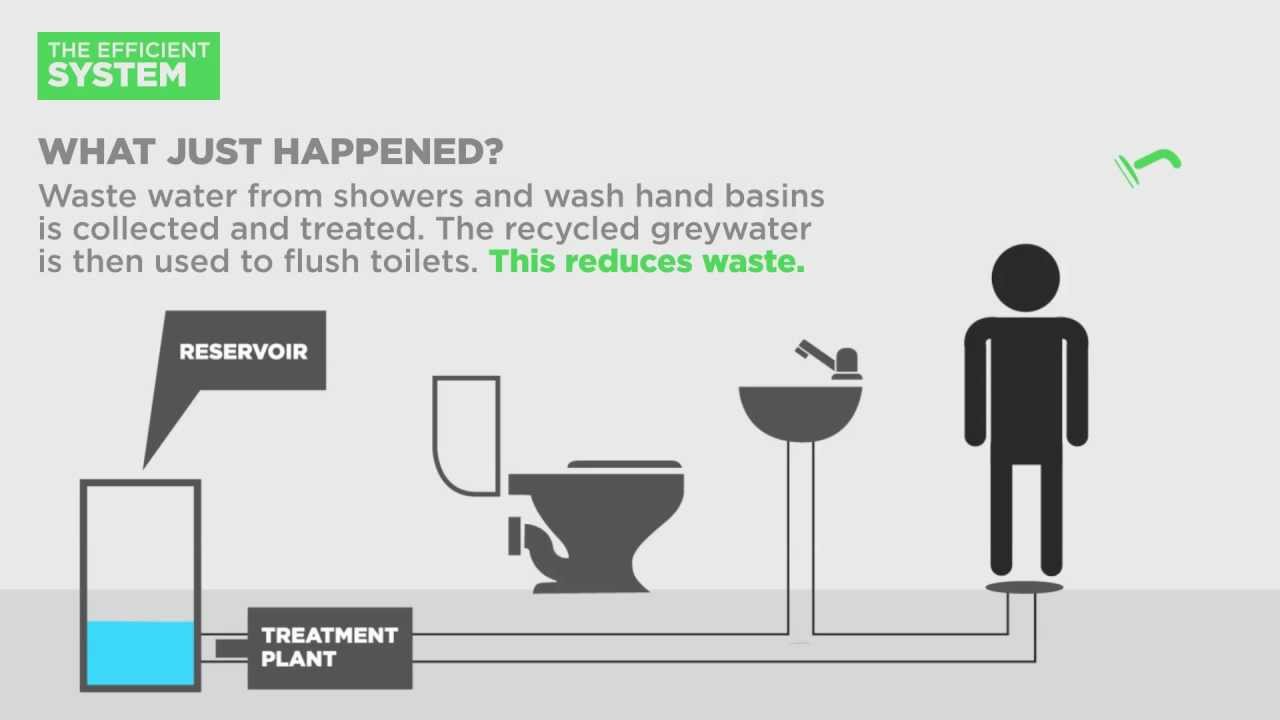 THE EFFICIENT
SYSTEM
WHAT JUST HAPPENED?
Waste water from showers and wash hand basins
is collected and treated. The recycled greywater
is then used to flush toilets. This reduces waste.
RESERVOIR
TREATMENT
PLANT